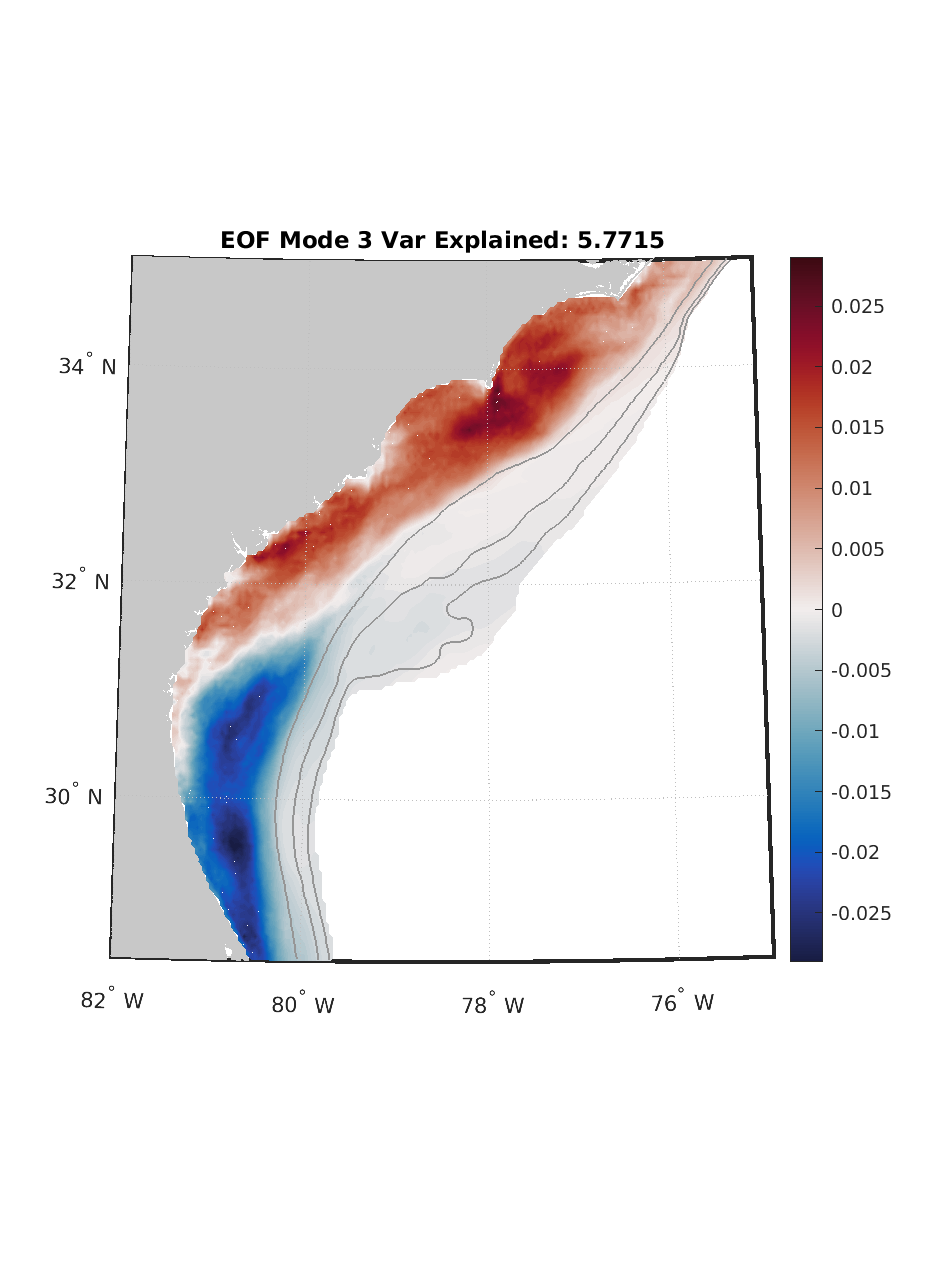 EOF Mode 3 Var Explained: 5.7715
34° N
32° N
30° N
82° W
80° W
78° W
76° W
0.025
0.02
0.015
0.01
0.005
0
-0.005
-0.01
-0.015
-0.02
-0.025